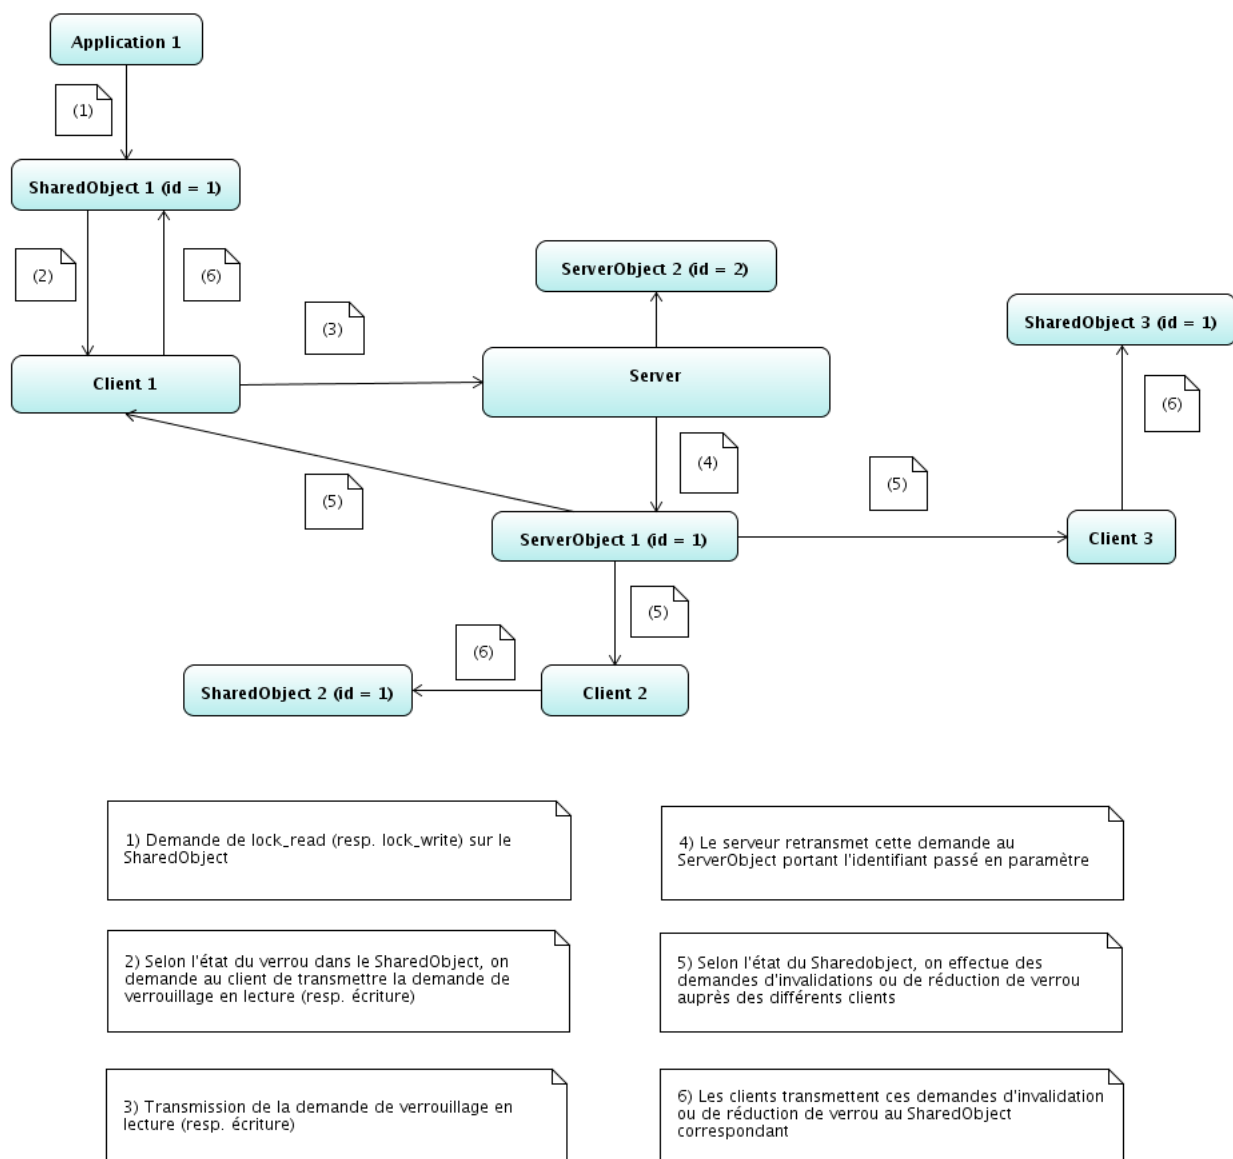 Application 1
(1)
SharedObject 1 (id = 1)
(2)
(6)
ServerObject 2 (id = 2)
(3)
SharedObject 3 (id = 1)
Client 1
Server
(6)
(4)
(5)
(5)
ServerObject 1 (id = 1)
Client 3
(5)
(6)
SharedObject 2 (id = 1)
Client 2
1) Demande de lock_read (resp. lock_write) sur le
SharedObject
4) Le serveur retransmet cette demande au
ServerObject portant l'identifiant passé en paramètre
2) Selon l'état du verrou dans le SharedObject, on
demande au client de transmettre la demande de
verrouillage en lecture (resp. écriture)
5) Selon l'état du Sharedobject, on effectue des
demandes d'invalidations ou de réduction de verrou
auprès des différents clients
3) Transmission de la demande de verrouillage en
lecture (resp. écriture)
6) Les clients transmettent ces demandes d'invalidation
ou de réduction de verrou au SharedObject
correspondant